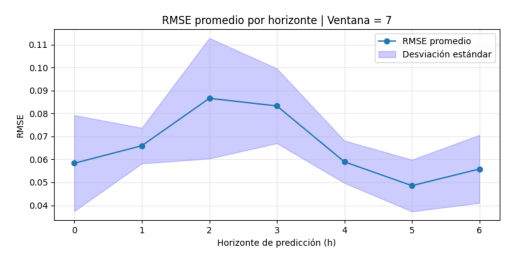 RMSE promedio por horizonte | Ventana = 7
RMSE promedio
Desviación estándar
RMSE
0.11
0.10
0.09
0.08
0.07
0.06
0.05
0.04
0 1 2 3 4 5 6
Horizonte de predicción (h)